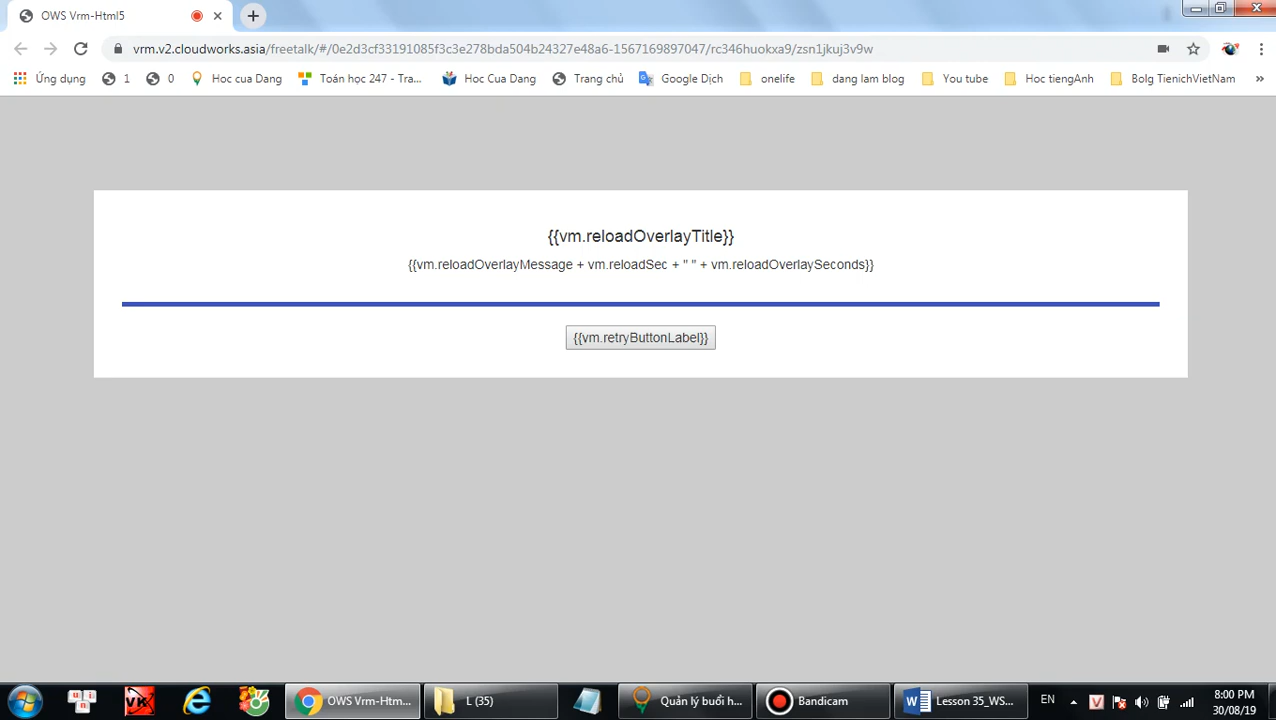 OWS Vrm-Html5
vrm.v2.cloudworks.asia/freetalk/#/0e2d3cf33191085f3c3e278bda504b24327e48a6-1567169897047/rc346huokxa9/zsn1jkuj3v9w
Ứng dụng 1 0 Hoc cua Dang Toán học 247 - Tra... Hoc Cua Dang Trang chủ Google Dịch onelife dang lam blog You tube Hoc tiengAnh Bolg TienichVietNam »
{{vm.reloadOverlayTitle}}
{{vm.reloadOverlayMessage + vm.reloadSec + " " + vm.reloadOverlaySeconds}}
{{vm.retryButtonLabel}}
OWS Vrm-Htm... L (35) Quản lý buổi h... Bandicam Lesson 35_WS... EN 8:00 PM
30/08/19